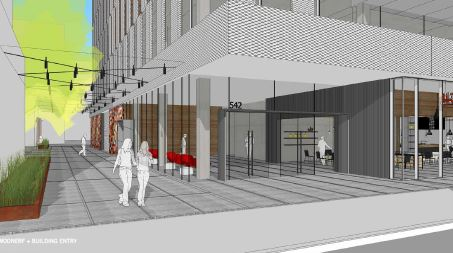 542
WOONERF + BUILDING ENTRY